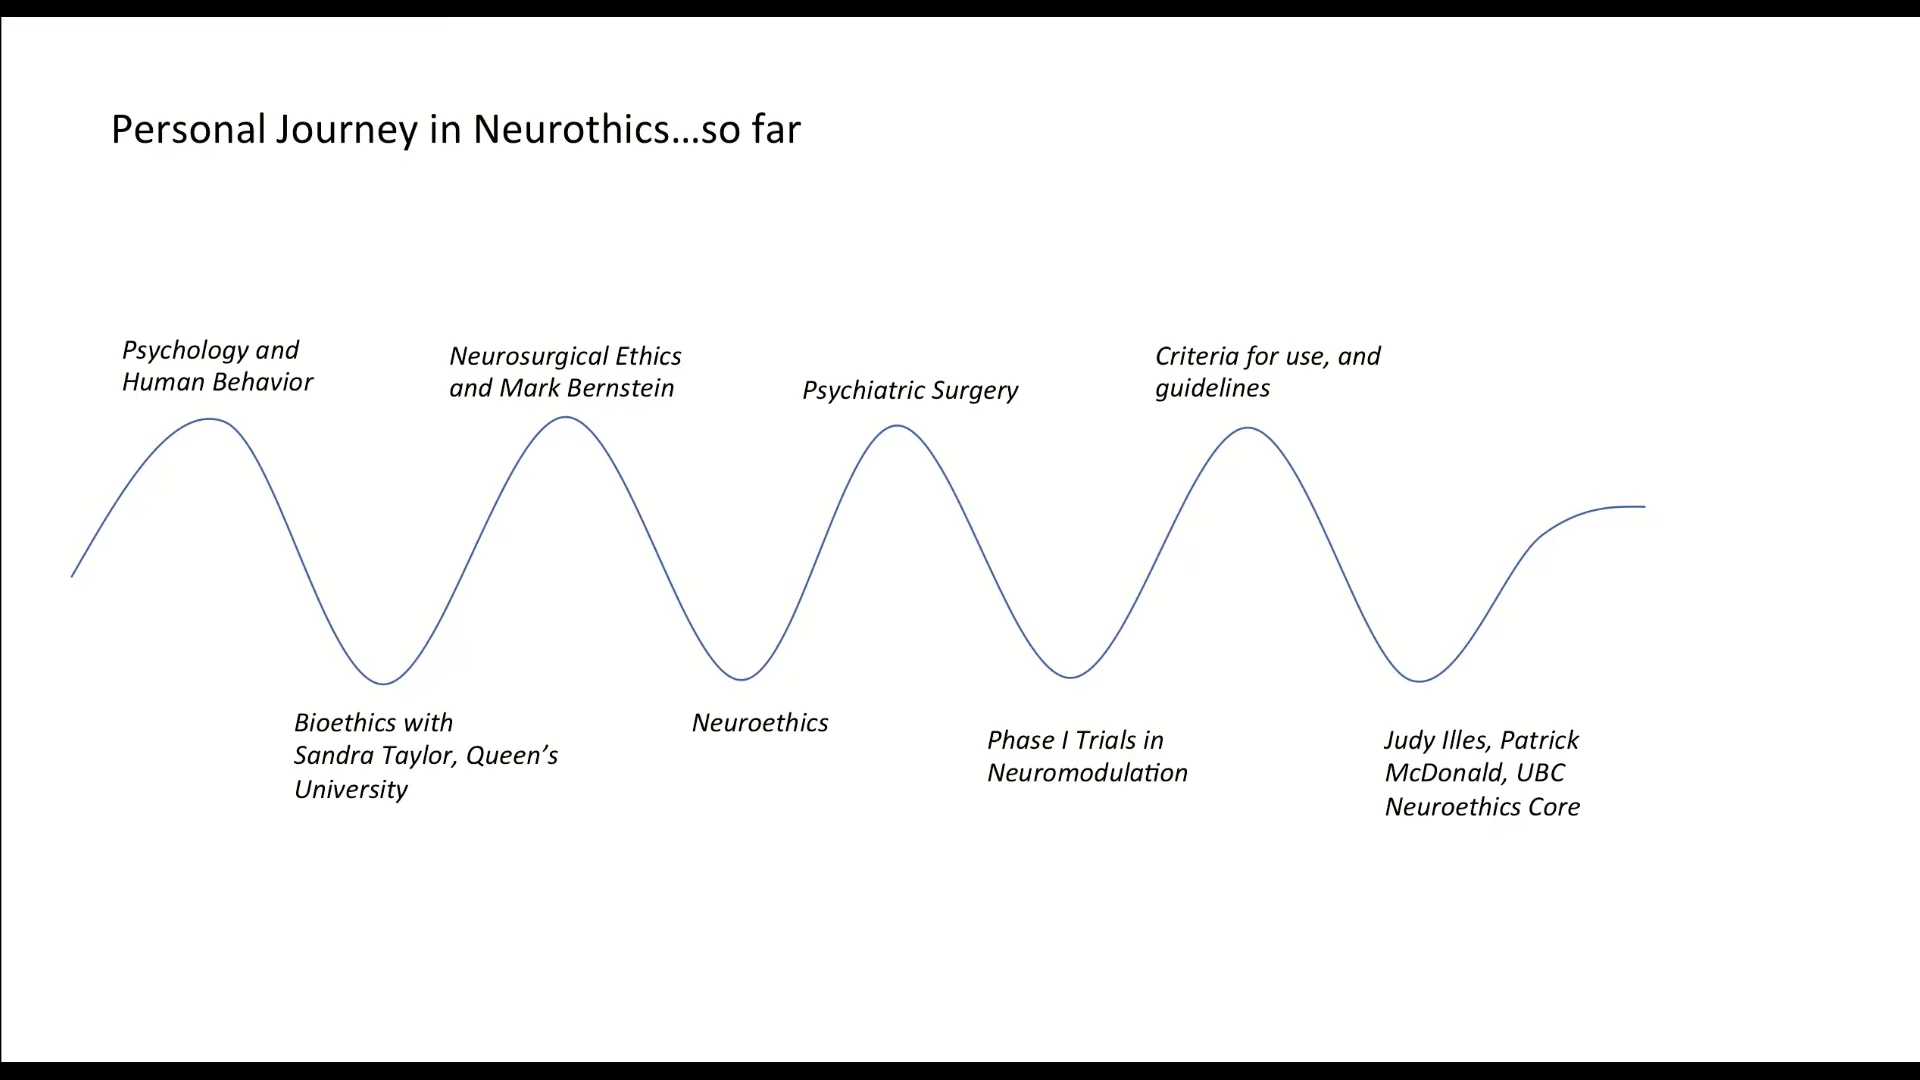 Personal Journey in Neurothics...so far
Psychology and
Human Behavior
Bioethics with
Sandra Taylor, Queen’s
University
Neurosurgical Ethics
and Mark Bernstein
Neuroethics
Psychiatric Surgery
Phase I Trials in
Neuromodulation
Criteria for use, and
guidelines
Judy Illes, Patrick
McDonald, UBC
Neuroethics Core